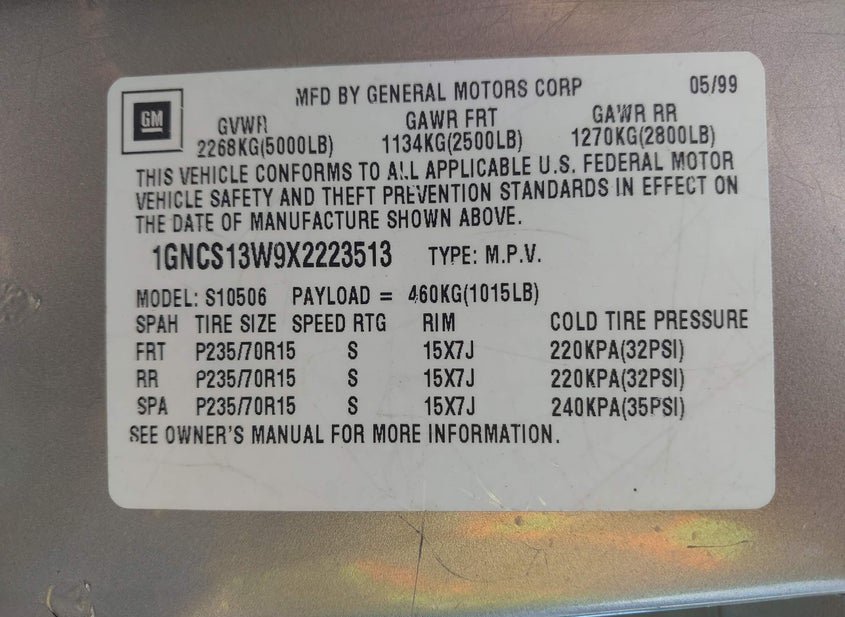 MFD BY GENERAL MOTORS CORP 05/99
GM
GVWR GAWR FRT GAWR RR
2268KG(5000LB) 1134KG(2500LB) 1270KG(2800LB)
THIS VEHICLE CONFORMS TO ALL APPLICABLE U.S. FEDERAL MOTOR
VEHICLE SAFETY AND THEFT PREVENTION STANDARDS IN EFFECT ON
THE DATE OF MANUFACTURE SHOWN ABOVE.
1GNCS13W9X2223513 TYPE: M.P.V.
MODEL: S10506 PAYLOAD = 460KG(1015LB)
SPAH TIRE SIZE SPEED RTG RIM COLD TIRE PRESSURE
FRT P235/70R15 S 15X7J 220KPA(32PSI)
RR P235/70R15 S 15X7J 220KPA(32PSI)
SPA P235/70R15 S 15X7J 240KPA(35PSI)
SEE OWNER'S MANUAL FOR MORE INFORMATION.